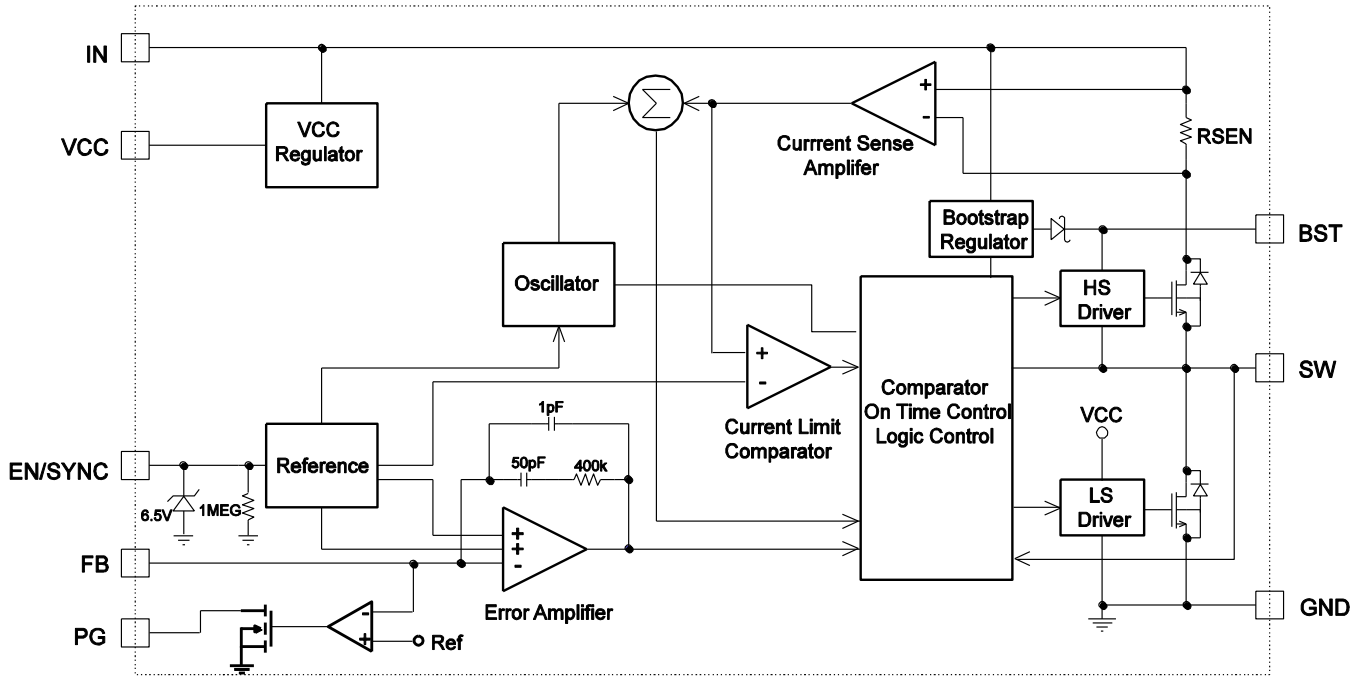 IN
VCC
VCC
Regulator
Σ
+
-
Currrent Sense
Amplifer
RSEN
Bootstrap
Regulator
BST
Oscillator
HS
Driver
+
-
Current Limit
Comparator
Comparator
On Time Control
Logic Control
SW
VCC
LS
Driver
1pF
50pF
400k
EN/SYNC
Reference
6.5V
1MEG
+
+
-
Error Amplifier
FB
PG
-
+
Ref
GND